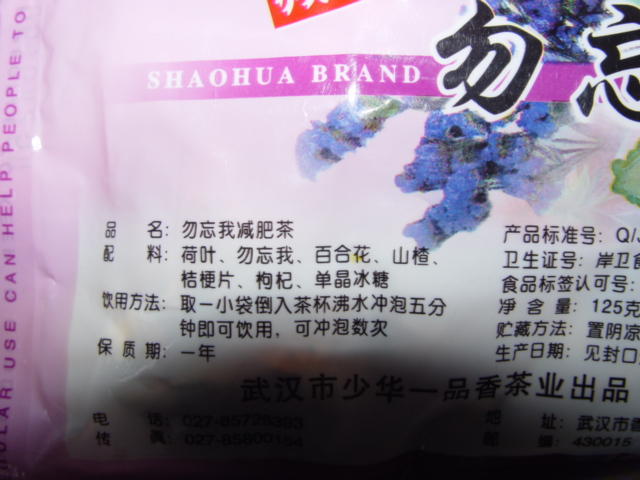 SHAOHUA BRAND
勿忘
ULAR USE CAN HELP PEOPLE TO
品 名：勿忘我减肥茶
配 料：荷叶、勿忘我、百合花、山楂、
桔梗片、枸杞、单晶冰糖
饮用方法：取一小袋倒入茶杯沸水冲泡五分
钟即可饮用，可冲泡数次
保 质 期：一年
产品标准号：Q/
卫生证号：岸卫食
食品标签认可号：
净 含 量：125克
贮藏方法：置阴凉
生产日期：见封口
武汉市少华一品香茶业出品
电 话：027-85728383
传 真：027-85800154
地 址：武汉市香
邮 编：430015